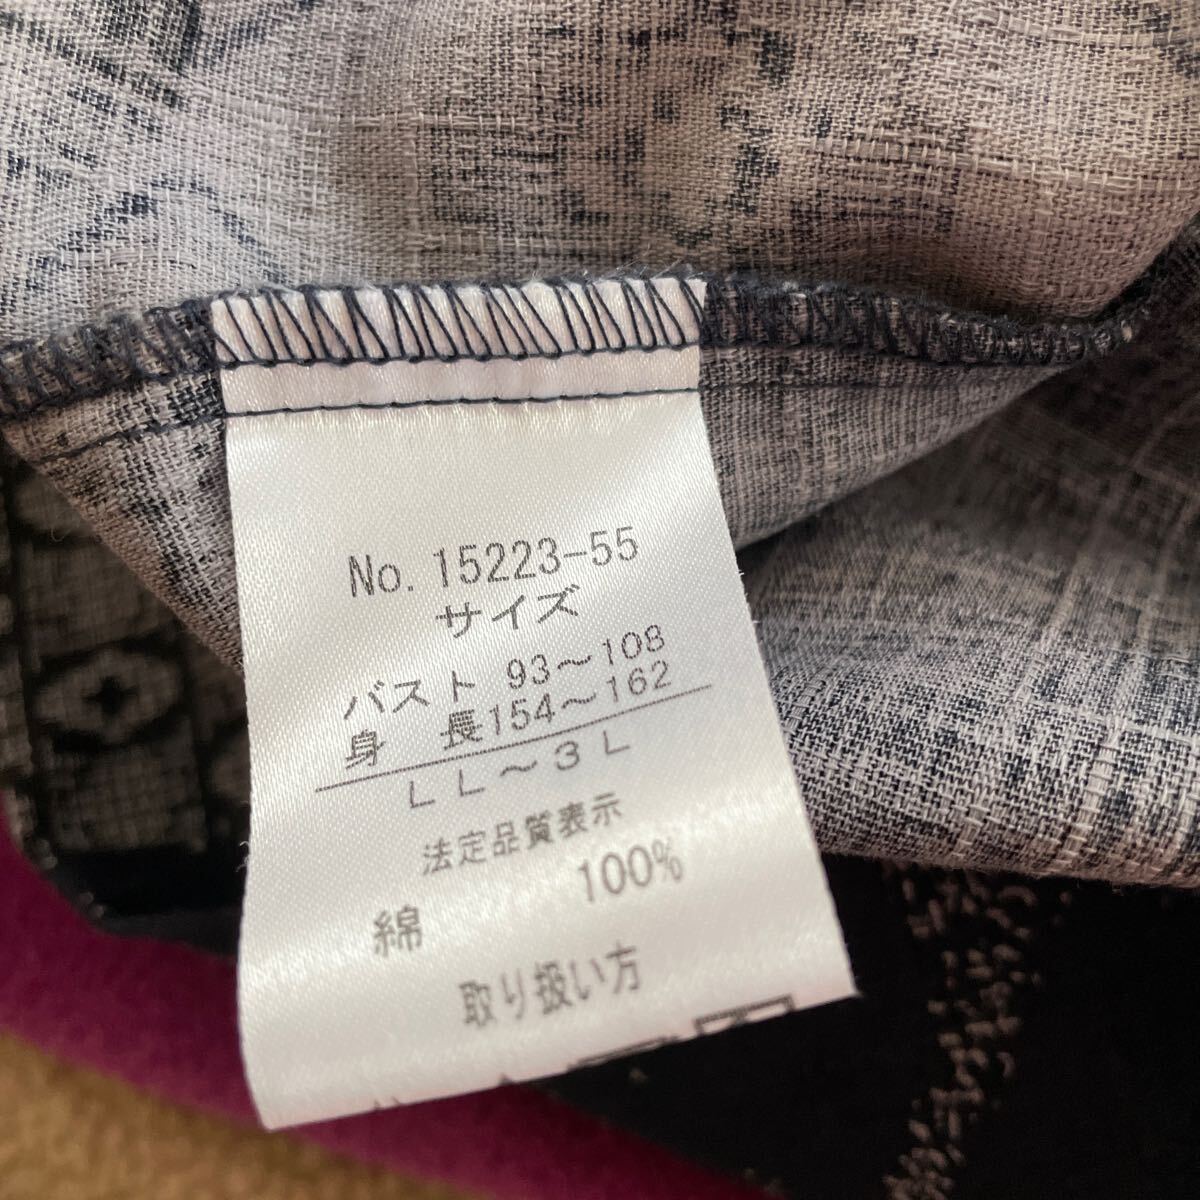 No. 15223-55
サイズ
バスト 93～108
身 長154～162
LL～3L
法定品質表示
綿 100%
取り扱い方